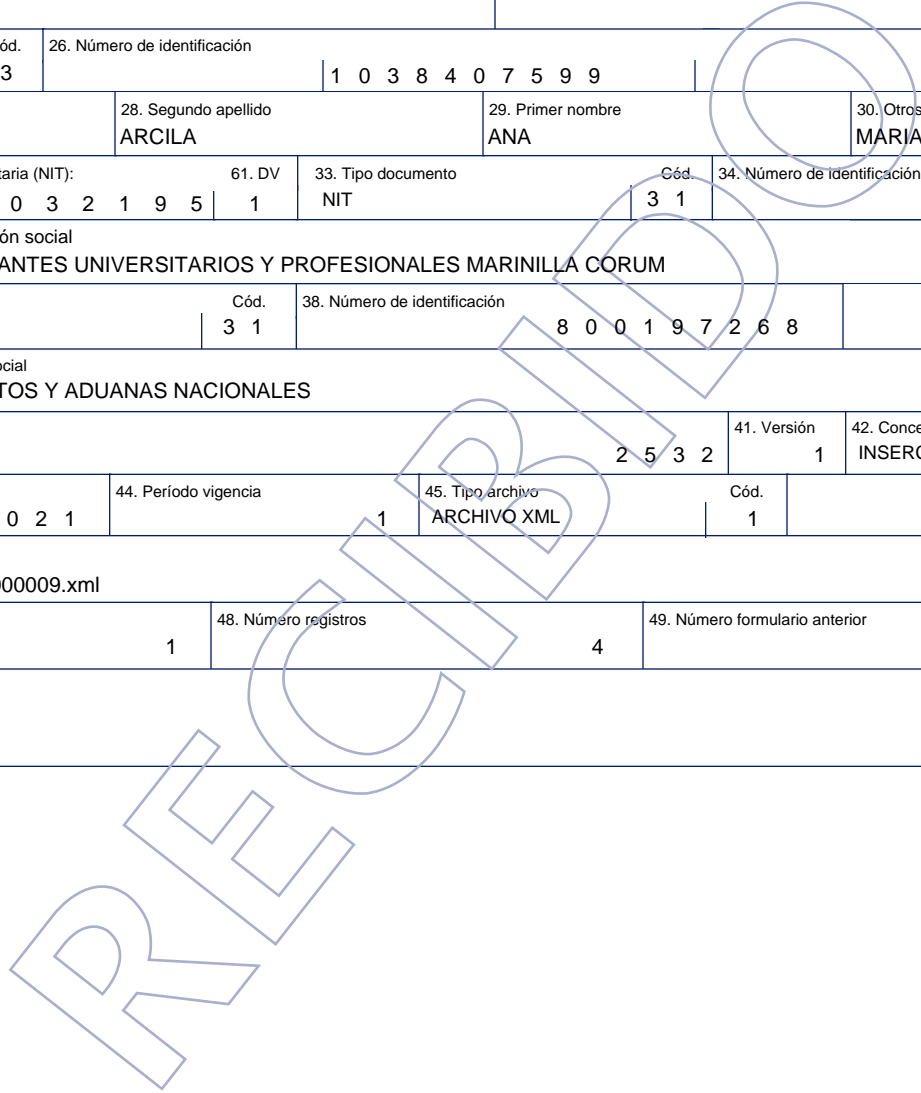 ód. 26. Número de identificación
3 1 0 3 8 4 0 7 5 9 9
28. Segundo apellido 29. Primer nombre 30. Otros
ARCILA ANA MARIA
taria (NIT): 61. DV 33. Tipo documento Cód. 34. Número de identificación
0 3 2 1 9 5 1 NIT 3 1
ón social
ANTES UNIVERSITARIOS Y PROFESIONALES MARINILLA CORUM
Cód. 38. Número de identificación
3 1 8 0 0 1 9 7 2 6 8
ocial
TOS Y ADUANAS NACIONALES
41. Versión 42. Conce
2 5 3 2 1 INSERC
44. Período vigencia 45. Tipo archivo Cód.
0 2 1 1 ARCHIVO XML 1
000009.xml
48. Número registros 49. Número formulario anterior
1 4
RECIBIDO